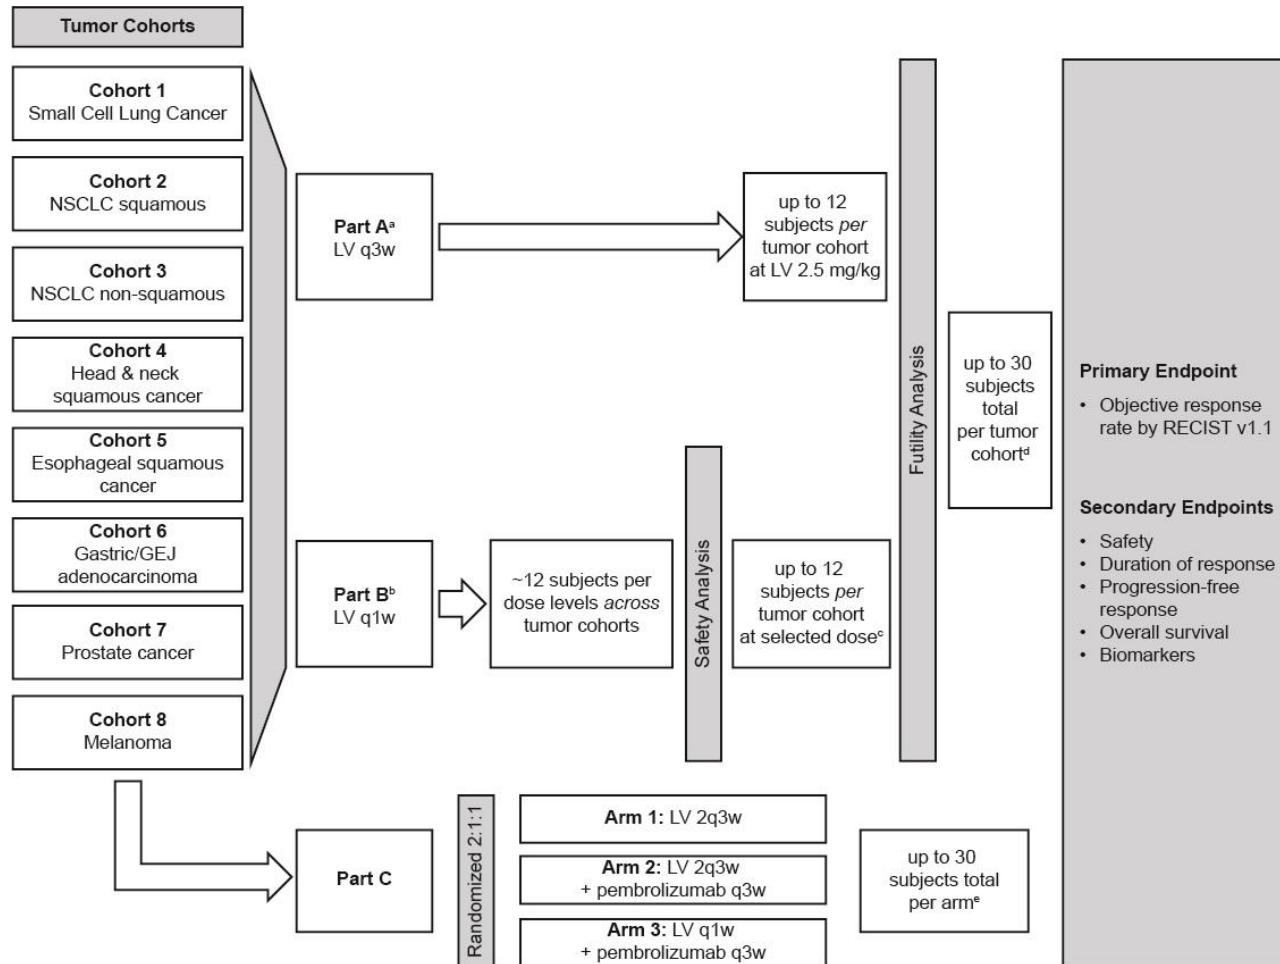 Tumor Cohorts
Cohort 1
Small Cell Lung Cancer
Cohort 2
NSCLC squamous
Cohort 3
NSCLC non-squamous
Cohort 4
Head & neck
squamous cancer
Cohort 5
Esophageal squamous
cancer
Cohort 6
Gastric/GEJ
adenocarcinoma
Cohort 7
Prostate cancer
Cohort 8
Melanoma
Part Aᵃ
LV q3w
up to 12
subjects per
tumor cohort
at LV 2.5 mg/kg
Part Bᵇ
LV q1w
~12 subjects per
dose levels across
tumor cohorts
Safety Analysis
up to 12
subjects per
tumor cohort
at selected doseᶜ
Futility Analysis
up to 30
subjects
total
per tumor
cohortᵈ
Part C
Randomized 2:1:1
Arm 1: LV 2q3w
Arm 2: LV 2q3w
+ pembrolizumab q3w
Arm 3: LV q1w
+ pembrolizumab q3w
up to 30
subjects total
per armᵉ
Primary Endpoint
• Objective response
rate by RECIST v1.1
Secondary Endpoints
• Safety
• Duration of response
• Progression-free
response
• Overall survival
• Biomarkers